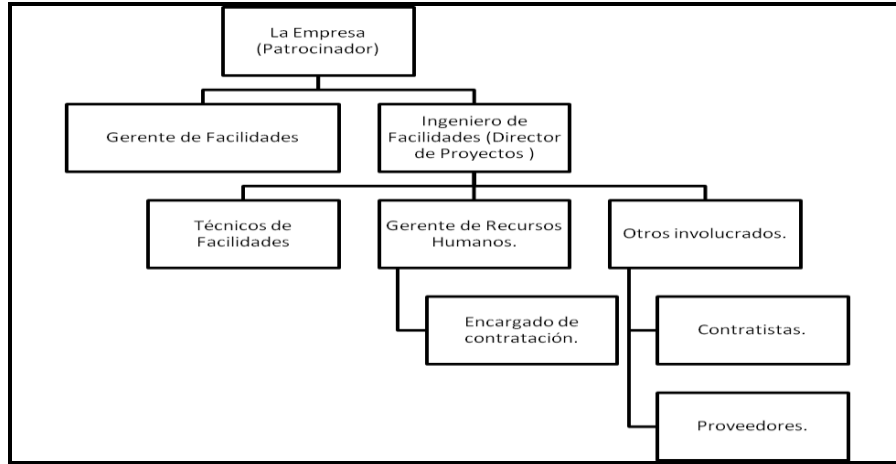 La Empresa
(Patrocinador)
Gerente de Facilidades
Ingeniero de
Facilidades (Director
de Proyectos )
Técnicos de
Facilidades
Gerente de Recursos
Humanos.
Otros involucrados.
Encargado de
contratación.
Contratistas.
Proveedores.